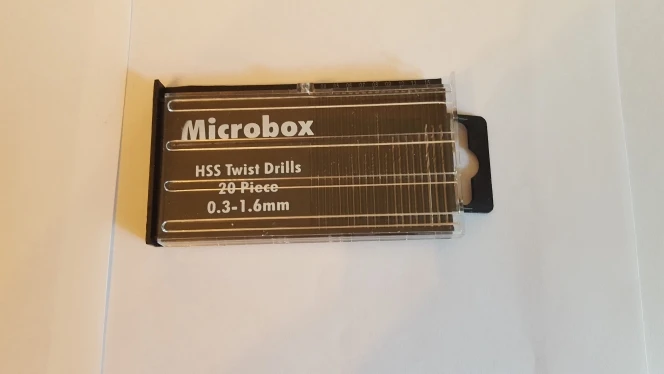 Microbox
HSS Twist Drills
20 Piece
0.3-1.6mm